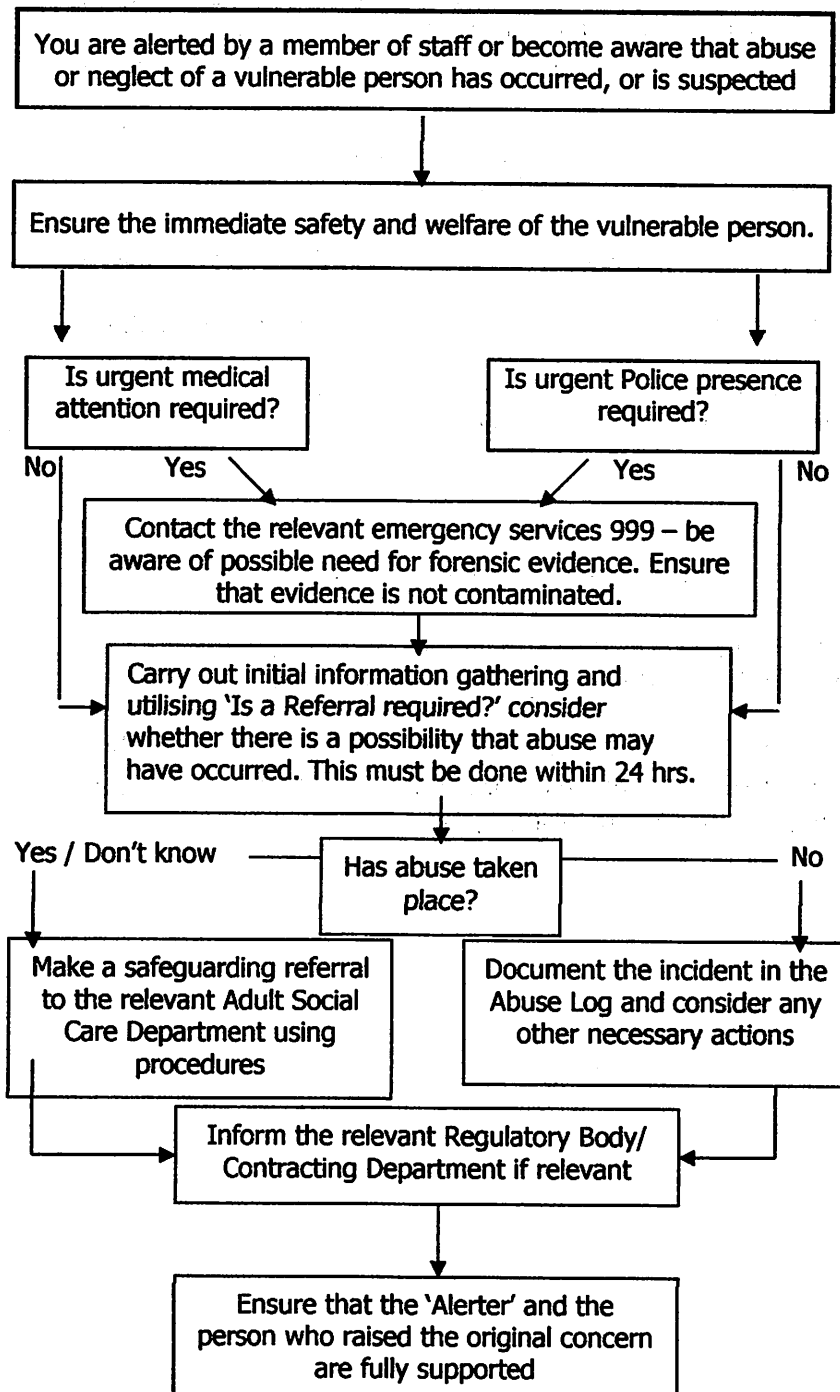 You are alerted by a member of staff or become aware that abuse
or neglect of a vulnerable person has occurred, or is suspected
Ensure the immediate safety and welfare of the vulnerable person.
Is urgent medical
attention required?
Is urgent Police presence
required?
No
Yes
Yes
No
Contact the relevant emergency services 999 – be
aware of possible need for forensic evidence. Ensure
that evidence is not contaminated.
Carry out initial information gathering and
utilising ‘Is a Referral required?’ consider
whether there is a possibility that abuse may
have occurred. This must be done within 24 hrs.
Yes / Don't know
Has abuse taken
place?
No
Make a safeguarding referral
to the relevant Adult Social
Care Department using
procedures
Document the incident in the
Abuse Log and consider any
other necessary actions
Inform the relevant Regulatory Body/
Contracting Department if relevant
Ensure that the ‘Alerter’ and the
person who raised the original concern
are fully supported